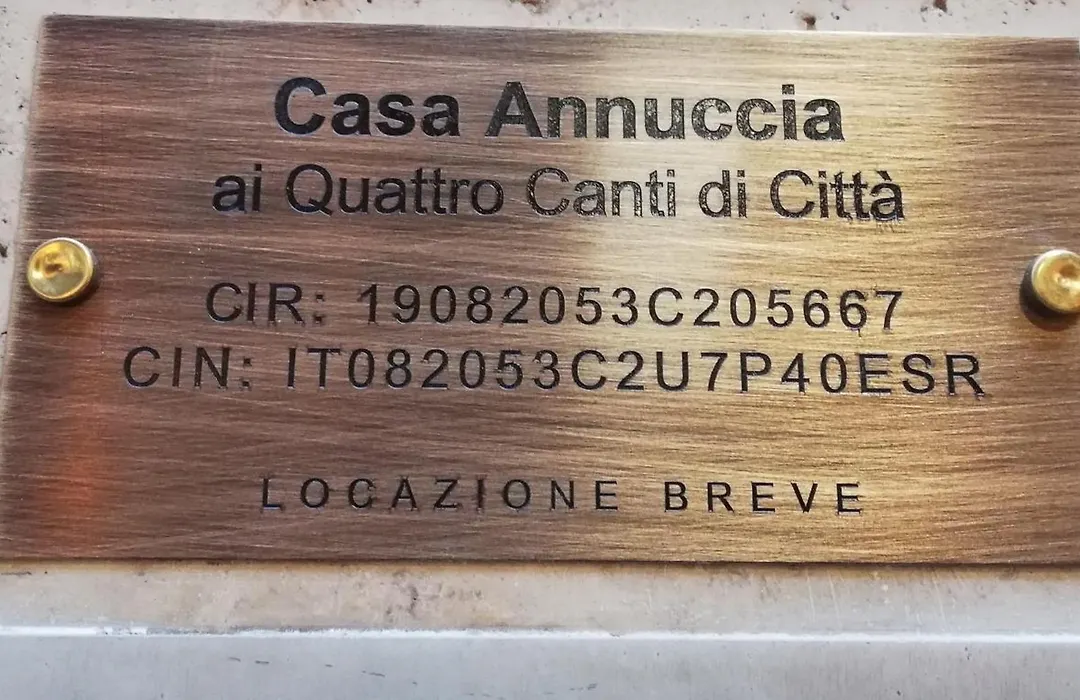 Casa Annuccia
ai Quattro Canti di Città
CIR: 19082053C205667
CIN: IT082053C2U7P40ESR
LOCAZIONE BREVE